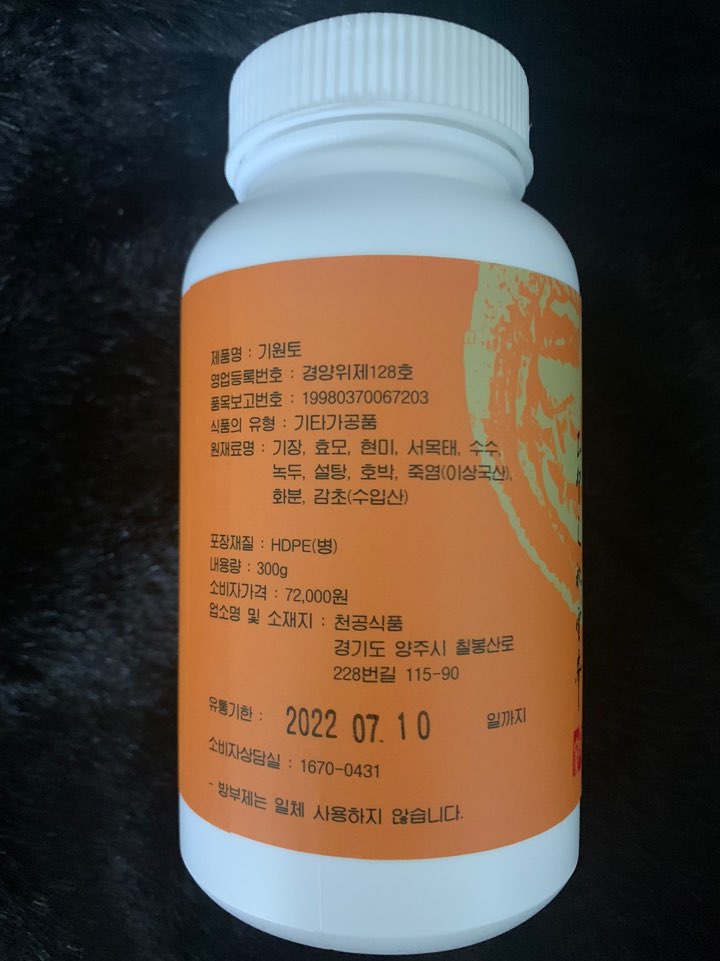 제품명 : 기원토
영업등록번호 : 경양위제128호
품목보고번호 : 19980370067203
식품의 유형 : 기타가공품
원재료명 : 기장, 효모, 현미, 서목태, 수수,
녹두, 설탕, 호박, 죽염(이상국산),
화분, 감초(수입산)
포장재질 : HDPE(병)
내용량 : 300g
소비자가격 : 72,000원
업소명 및 소재지 : 천공식품
경기도 양주시 칠봉산로
228번길 115-90
유통기한 : 2022 07. 10 일까지
소비자상담실 : 1670-0431
- 방부제는 일체 사용하지 않습니다.